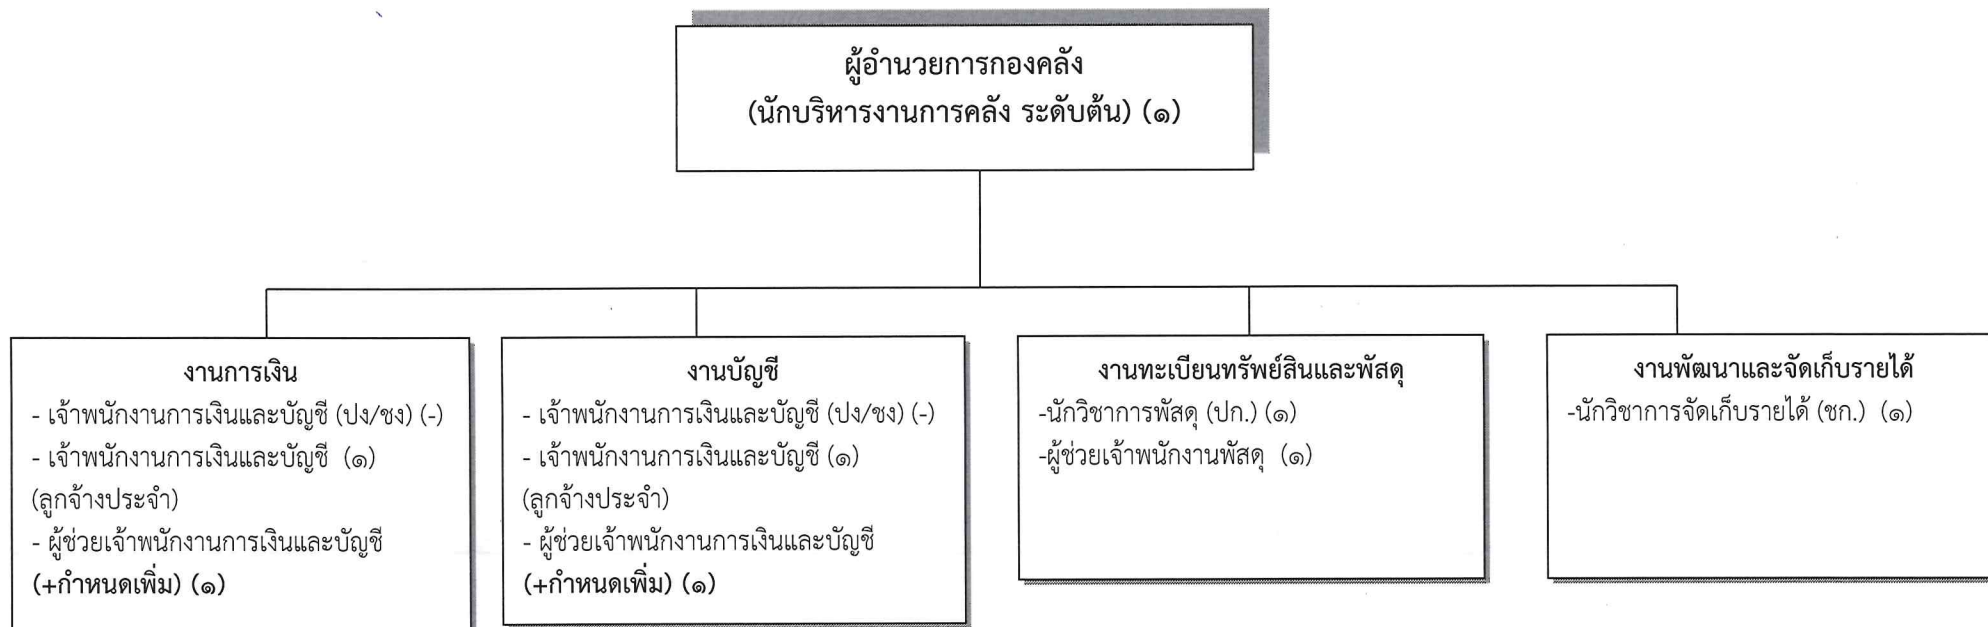 ผู้อำนวยการกองคลัง
(นักบริหารงานการคลัง ระดับต้น) (๑)
งานการเงิน
- เจ้าพนักงานการเงินและบัญชี (ปง/ชง) (-)
- เจ้าพนักงานการเงินและบัญชี (๑)
(ลูกจ้างประจำ)
- ผู้ช่วยเจ้าพนักงานการเงินและบัญชี
(+กำหนดเพิ่ม) (๑)
งานบัญชี
- เจ้าพนักงานการเงินและบัญชี (ปง/ชง) (-)
- เจ้าพนักงานการเงินและบัญชี (๑)
(ลูกจ้างประจำ)
- ผู้ช่วยเจ้าพนักงานการเงินและบัญชี
(+กำหนดเพิ่ม) (๑)
งานทะเบียนทรัพย์สินและพัสดุ
-นักวิชาการพัสดุ (ปก.) (๑)
-ผู้ช่วยเจ้าพนักงานพัสดุ (๑)
งานพัฒนาและจัดเก็บรายได้
-นักวิชาการจัดเก็บรายได้ (ชก.) (๑)